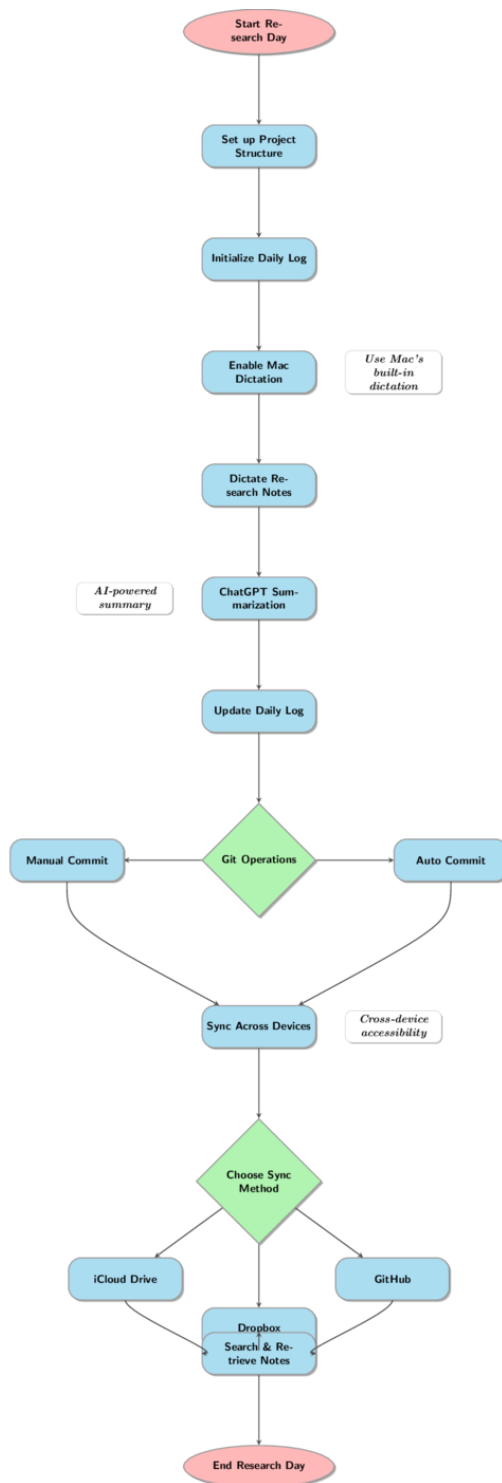 Start Re-
search Day
Set up Project
Structure
Initialize Daily Log
Enable Mac
Dictation
Use Mac's
built-in
dictation
Dictate Re-
search Notes
AI-powered
summary
ChatGPT Sum-
marization
Update Daily Log
Manual Commit
Git Operations
Auto Commit
Sync Across Devices
Cross-device
accessibility
Choose Sync
Method
iCloud Drive
GitHub
Dropbox
Search & Re-
trieve Notes
End Research Day